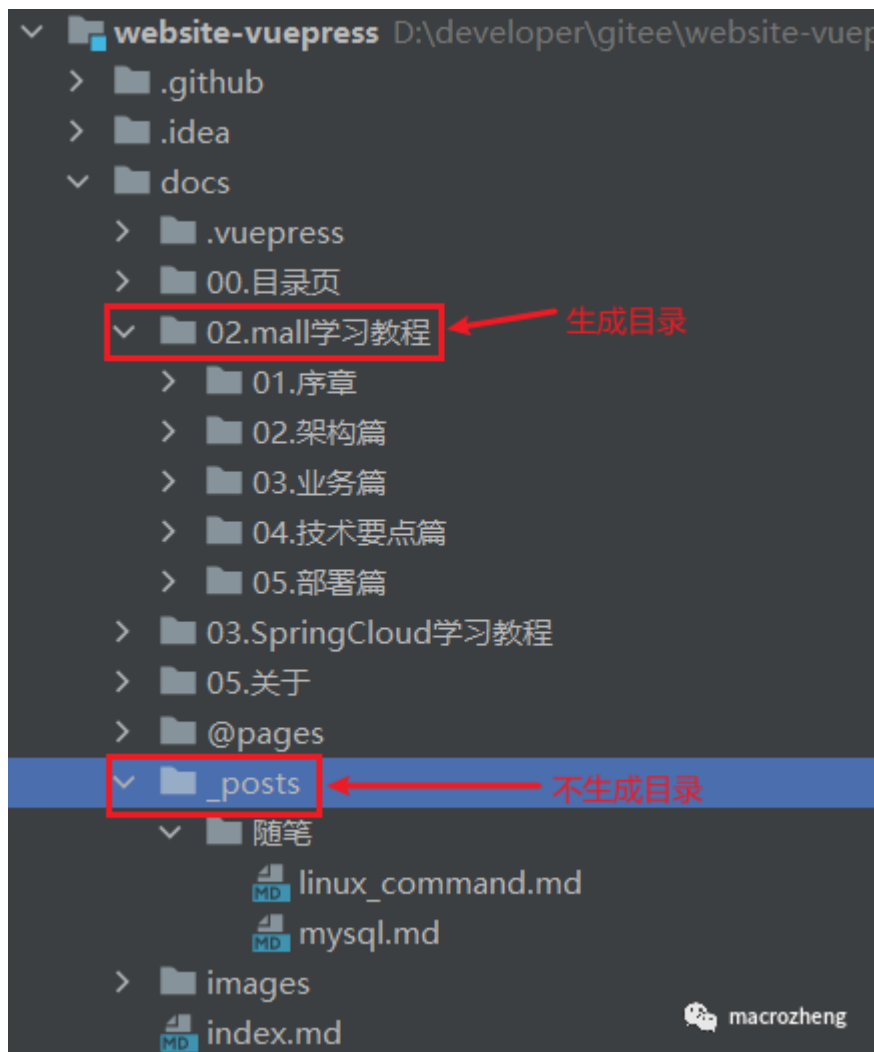 website-vuepress D:\developer\gitee\website-vuep
.github
.idea
docs
.vuepress
00.目录页
02.mall学习教程
生成目录
01.序章
02.架构篇
03.业务篇
04.技术要点篇
05.部署篇
03.SpringCloud学习教程
05.关于
@pages
_posts
不生成目录
随笔
MD linux_command.md
MD mysql.md
images
macrozheng
MD index.md